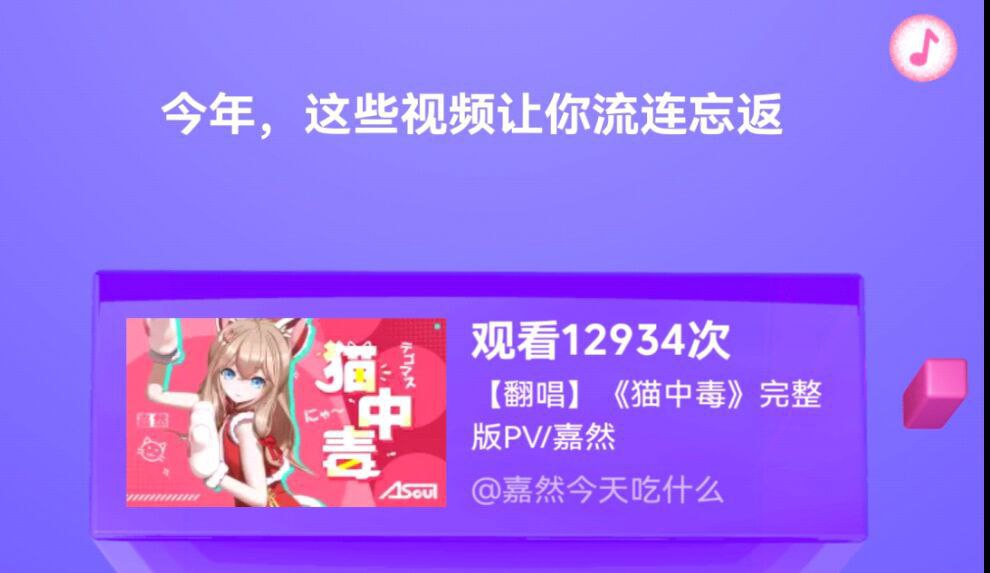 今年，这些视频让你流连忘返
观看12934次
【翻唱】《猫中毒》完整
版PV/嘉然
@嘉然今天吃什么
猫中毒
テゴマス
にゃ～
嘉然
ASoul